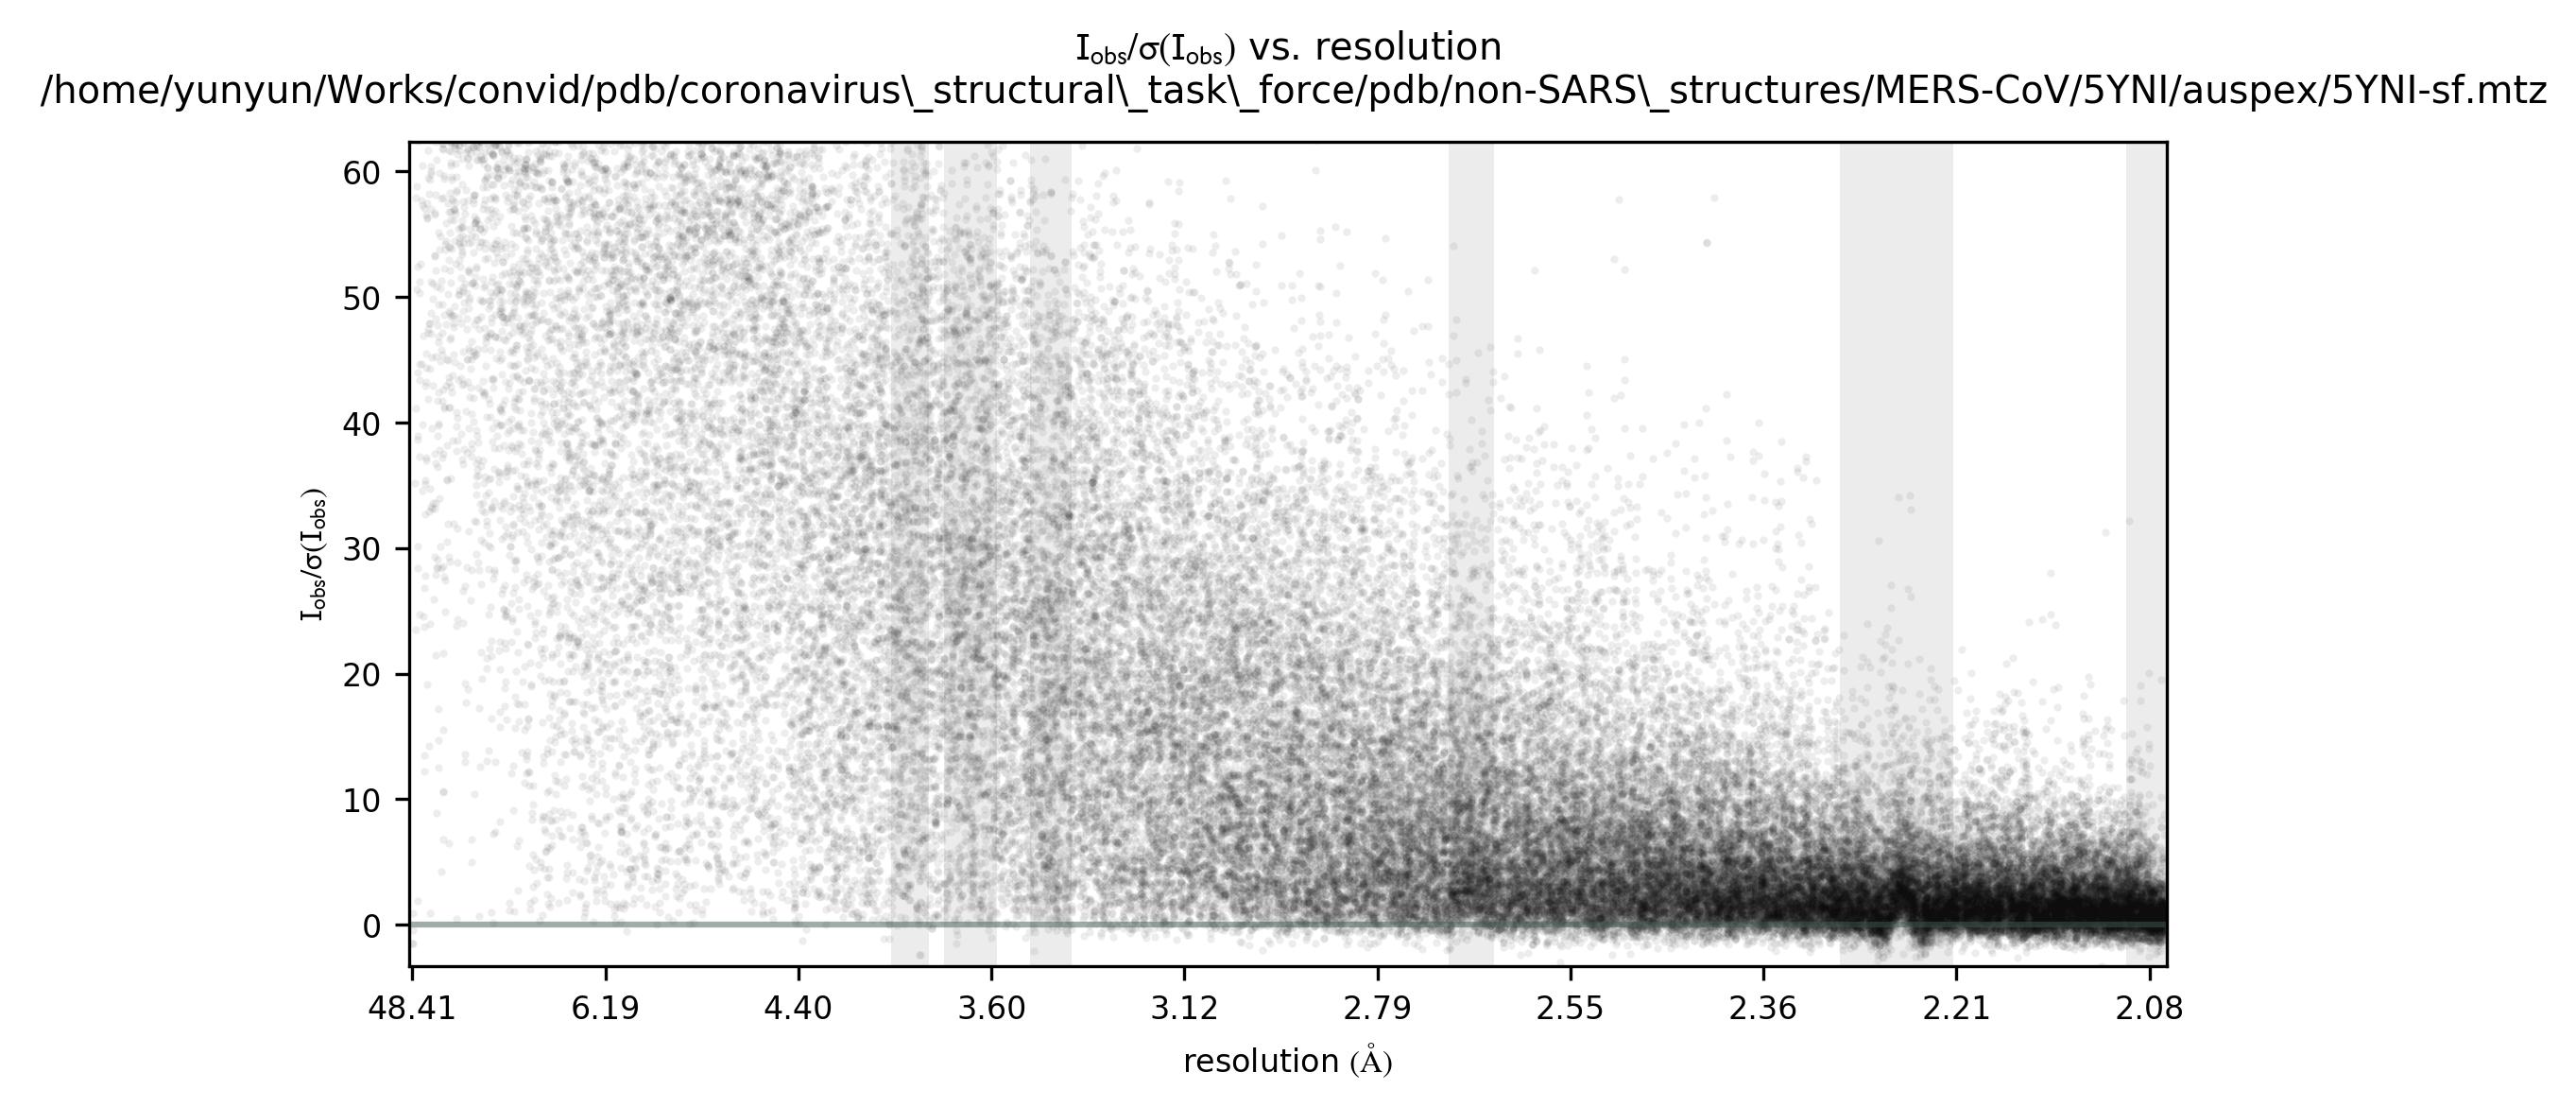 Iobs/σ(Iobs) vs. resolution
/home/yunyun/Works/convid/pdb/coronavirus\_structural\_task\_force/pdb/non-SARS\_structures/MERS-CoV/5YNI/auspex/5YNI-sf.mtz
60
50
40
30
20
10
0
Iobs/σ(Iobs)
48.41 6.19 4.40 3.60 3.12 2.79 2.55 2.36 2.21 2.08
resolution (Å)